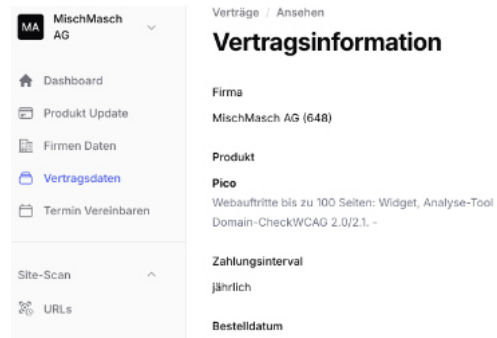 MA
MischMasch
AG
Dashboard
Produkt Update
Firmen Daten
Vertragsdaten
Termin Vereinbaren
Site-Scan
URLs
Verträge / Ansehen
Vertragsinformation
Firma
MischMasch AG (648)
Produkt
Pico
Webauftritte bis zu 100 Seiten: Widget, Analyse-Tool
Domain-CheckWCAG 2.0/2.1. -
Zahlungsinterval
jährlich
Bestelldatum